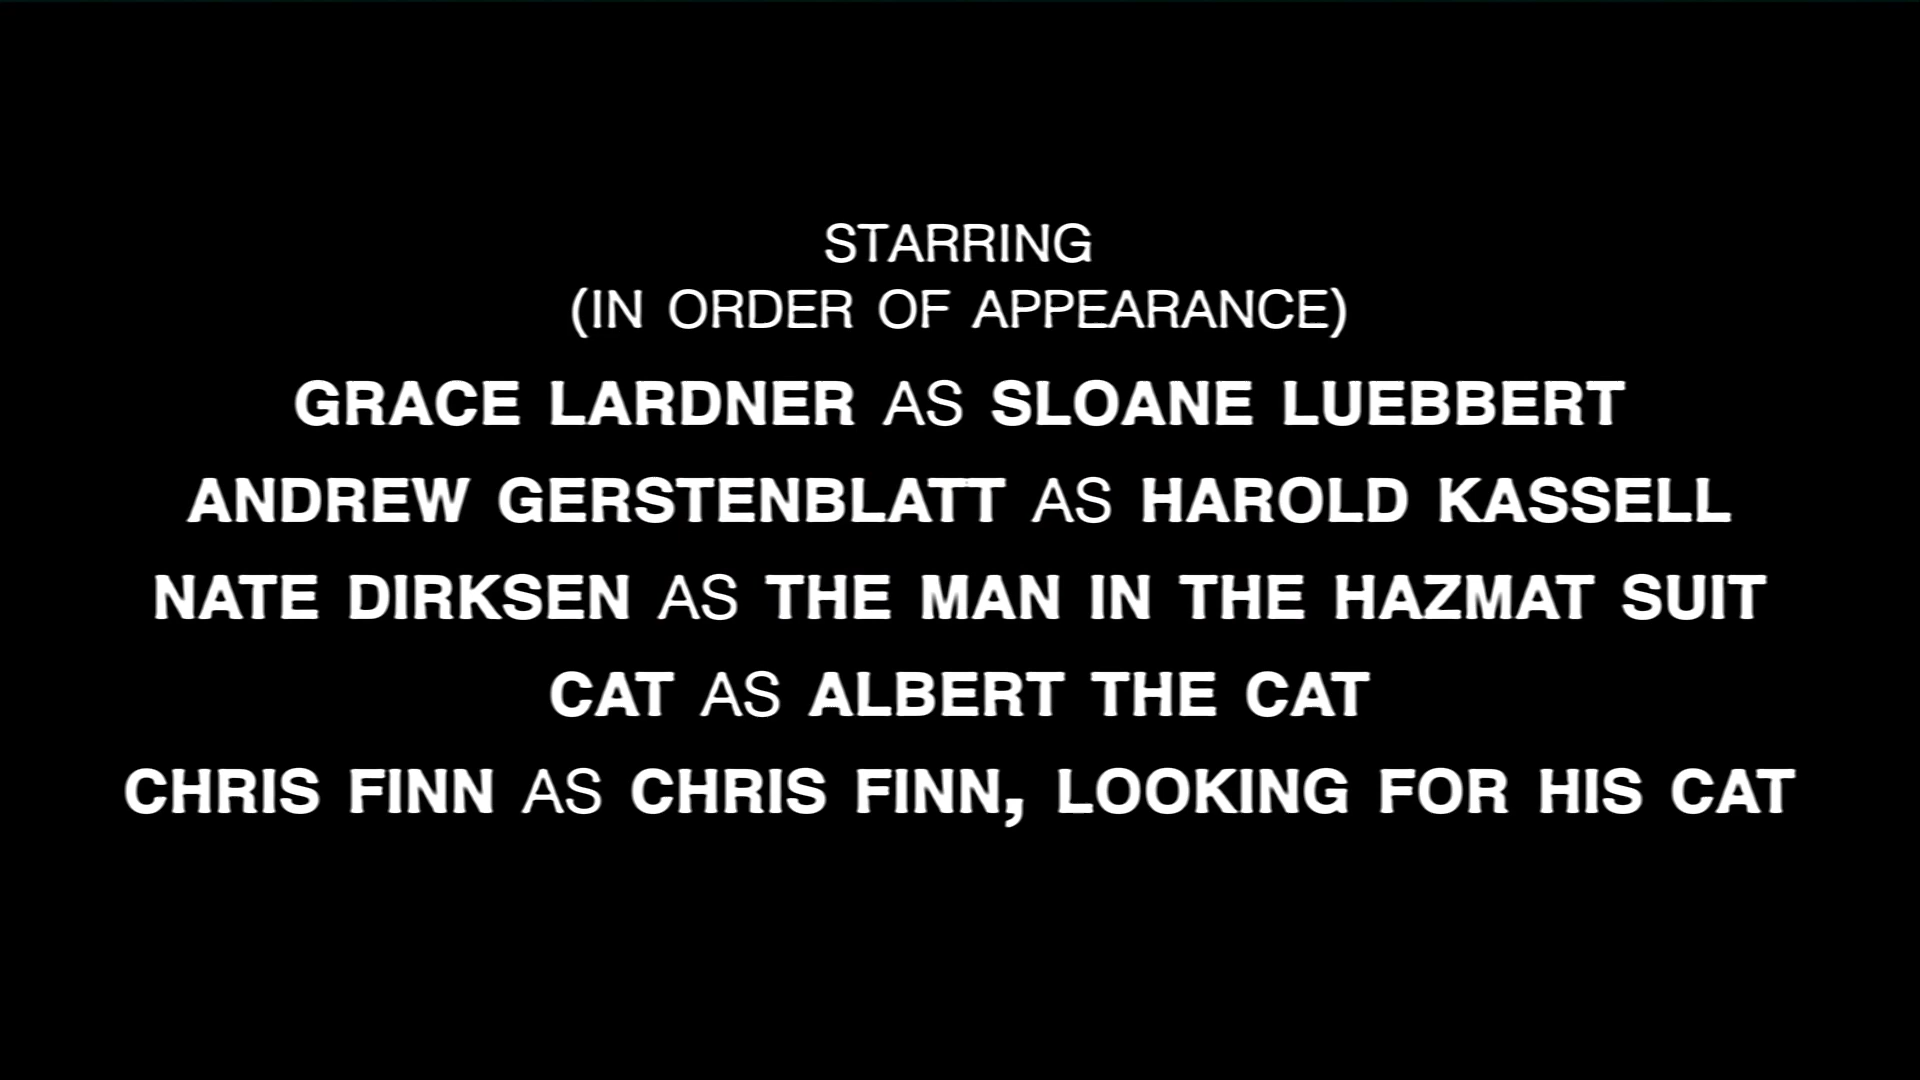 STARRING
(IN ORDER OF APPEARANCE)
GRACE LARDNER AS SLOANE LUEBBERT
ANDREW GERSTENBLATT AS HAROLD KASSELL
NATE DIRKSEN AS THE MAN IN THE HAZMAT SUIT
CAT AS ALBERT THE CAT
CHRIS FINN AS CHRIS FINN, LOOKING FOR HIS CAT